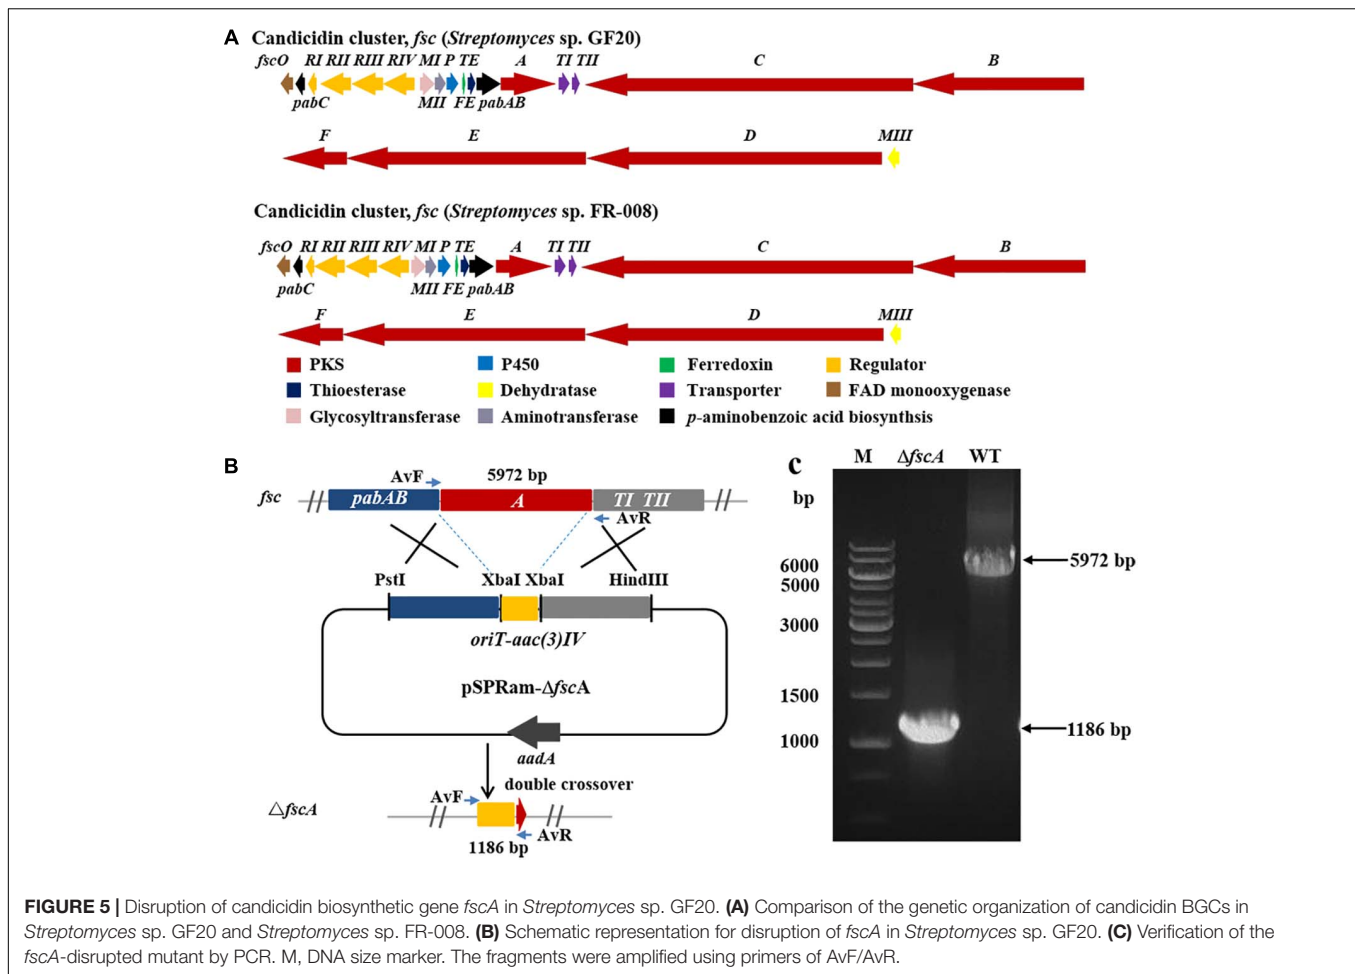 A Candicidin cluster, fsc (Streptomyces sp. GF20)
fscO RI RII RIII RIV MI P TE A TI TII C B
pabC MII FE pabAB
F E D MIII
Candicidin cluster, fsc (Streptomyces sp. FR-008)
fscO RI RII RIII RIV MI P TE A TI TII C B
pabC MII FE pabAB
F E D MIII
PKS P450 Ferredoxin Regulator
Thioesterase Dehydratase Transporter FAD monooxygenase
Glycosyltransferase Aminotransferase p-aminobenzoic acid biosynthsis
B
AvF 5972 bp
fsc // pabAB A TI TII //
AvR
PstI XbaI XbaI HindIII
oriT-aac(3)IV
pSPRam-ΔfscA
aadA
double crossover
AvF
△fscA // //
AvR
1186 bp
C M ΔfscA WT
bp
6000
5000
3000
1500
1000
5972 bp
1186 bp
FIGURE 5 | Disruption of candicidin biosynthetic gene fscA in Streptomyces sp. GF20. (A) Comparison of the genetic organization of candicidin BGCs in
Streptomyces sp. GF20 and Streptomyces sp. FR-008. (B) Schematic representation for disruption of fscA in Streptomyces sp. GF20. (C) Verification of the
fscA-disrupted mutant by PCR. M, DNA size marker. The fragments were amplified using primers of AvF/AvR.